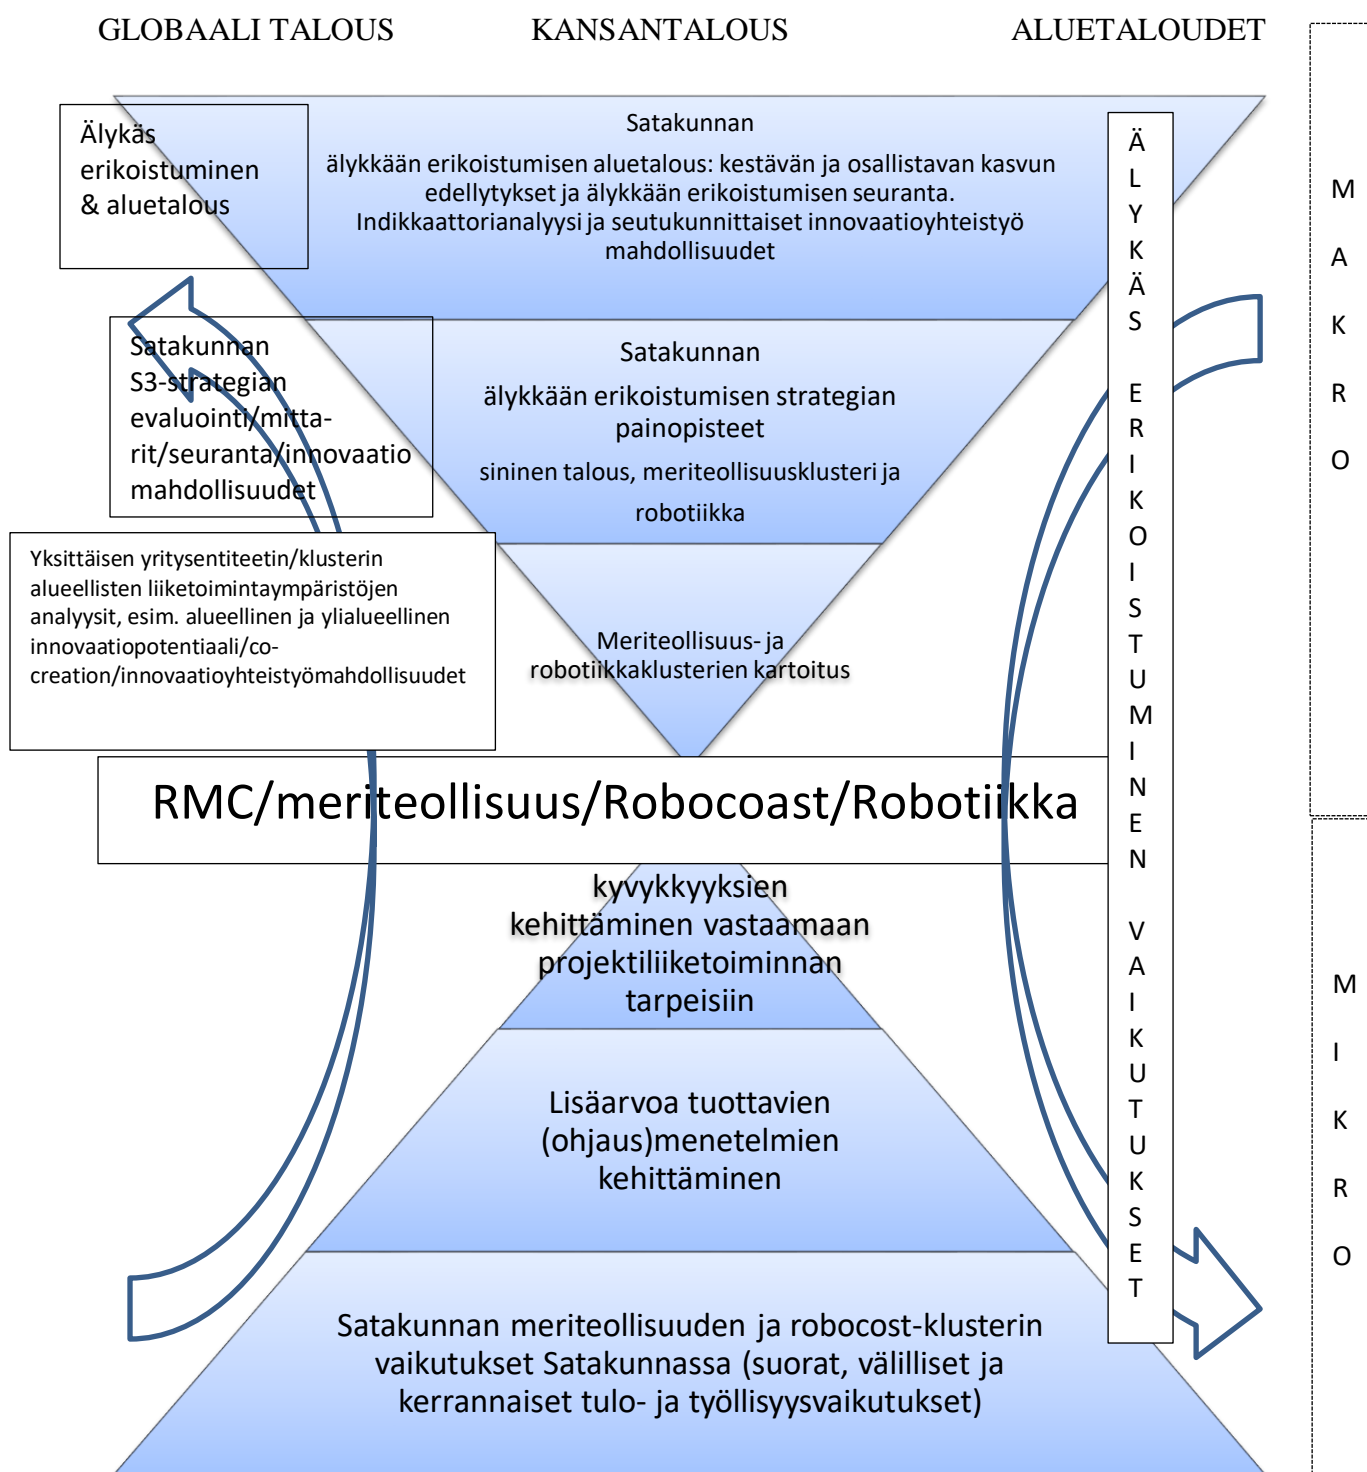 GLOBAALI TALOUS KANSANTALOUS ALUETALOUDET
Älykäs
erikoistuminen
& aluetalous
Satakunnan
älykkään erikoistumisen aluetalous: kestävän ja osallistavan kasvun
edellytykset ja älykkään erikoistumisen seuranta.
Indikkaattorianalyysi ja seutukunnittaiset innovaatioyhteistyö
mahdollisuudet
Satakunnan
S3-strategian
evaluointi/mitta-
rit/seuranta/innovaatio
mahdollisuudet
Satakunnan
älykkään erikoistumisen strategian
painopisteet
sininen talous, meriteollisuusklusteri ja
robotiikka
Yksittäisen yritysentiteetin/klusterin
alueellisten liiketoimintaympäristöjen
analyysit, esim. alueellinen ja ylialueellinen
innovaatiopotentiaali/co-
creation/innovaatioyhteistyömahdollisuudet
Meriteollisuus- ja
robotiikkaklusterien kartoitus
RMC/meriteollisuus/Robocoast/Robotiikka
kyvykkyyksien
kehittäminen vastaamaan
projektiliiketoiminnan
tarpeisiin
Lisäarvoa tuottavien
(ohjaus)menetelmien
kehittäminen
Satakunnan meriteollisuuden ja robocost-klusterin
vaikutukset Satakunnassa (suorat, välilliset ja
kerrannaiset tulo- ja työllisyysvaikutukset)
ÄLYKÄS ERIKOISTUMINEN VAIKUTUKSET
MAKRO
MIKRO